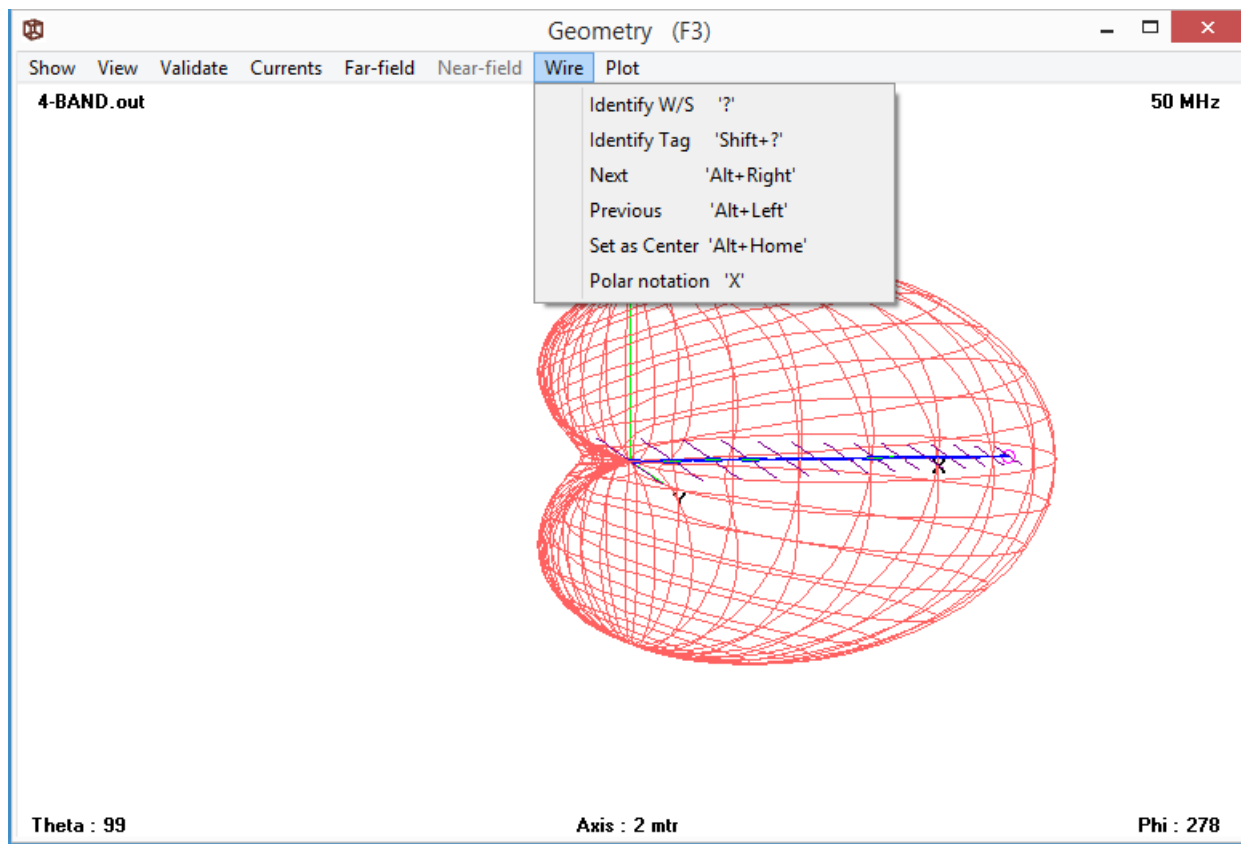 Geometry (F3)
Show View Validate Currents Far-field Near-field Wire Plot
4-BAND.out
50 MHz
Identify W/S '?'
Identify Tag 'Shift+?'
Next 'Alt+Right'
Previous 'Alt+Left'
Set as Center 'Alt+Home'
Polar notation 'X'
X
Y
Theta : 99
Axis : 2 mtr
Phi : 278